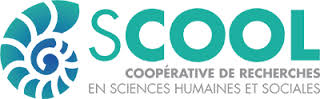 SCOOL
COOPÉRATIVE DE RECHERCHES
EN SCIENCES HUMAINES ET SOCIALES